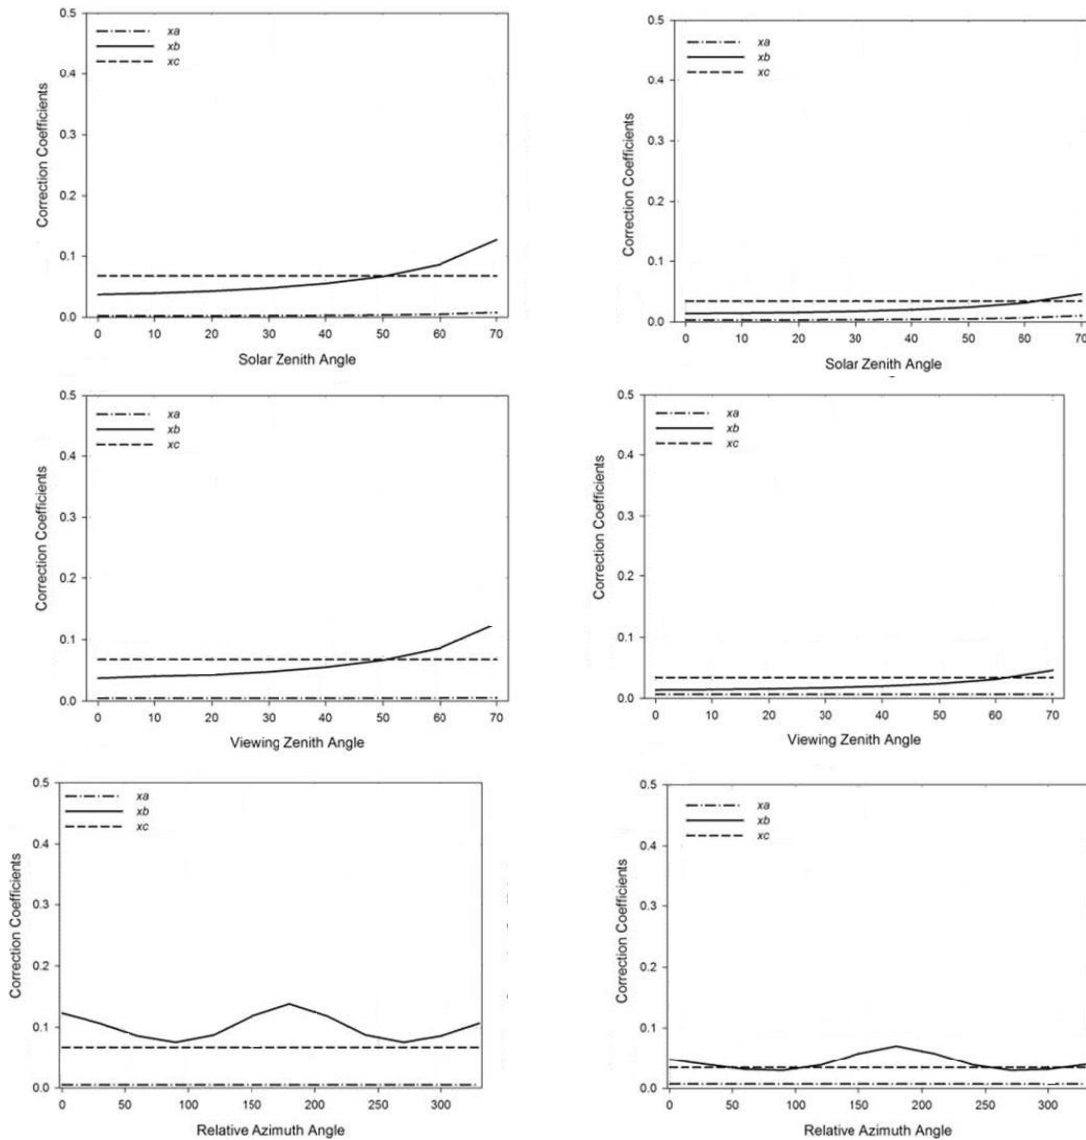 0.5
xa
xb
xc
0.4
0.3
0.2
0.1
0.0
Correction Coefficients
0 10 20 30 40 50 60 70
Solar Zenith Angle
0.5
xa
xb
xc
0.4
0.3
0.2
0.1
0.0
Correction Coefficients
0 10 20 30 40 50 60 70
Solar Zenith Angle
0.5
xa
xb
xc
0.4
0.3
0.2
0.1
0.0
Correction Coefficients
0 10 20 30 40 50 60 70
Viewing Zenith Angle
0.5
xa
xb
xc
0.4
0.3
0.2
0.1
0.0
Correction Coefficients
0 10 20 30 40 50 60 70
Viewing Zenith Angle
0.5
xa
xb
xc
0.4
0.3
0.2
0.1
0.0
Correction Coefficients
0 50 100 150 200 250 300
Relative Azimuth Angle
0.5
xa
xb
xc
0.4
0.3
0.2
0.1
0.0
Correction Coefficients
0 50 100 150 200 250 300
Relative Azimuth Angle